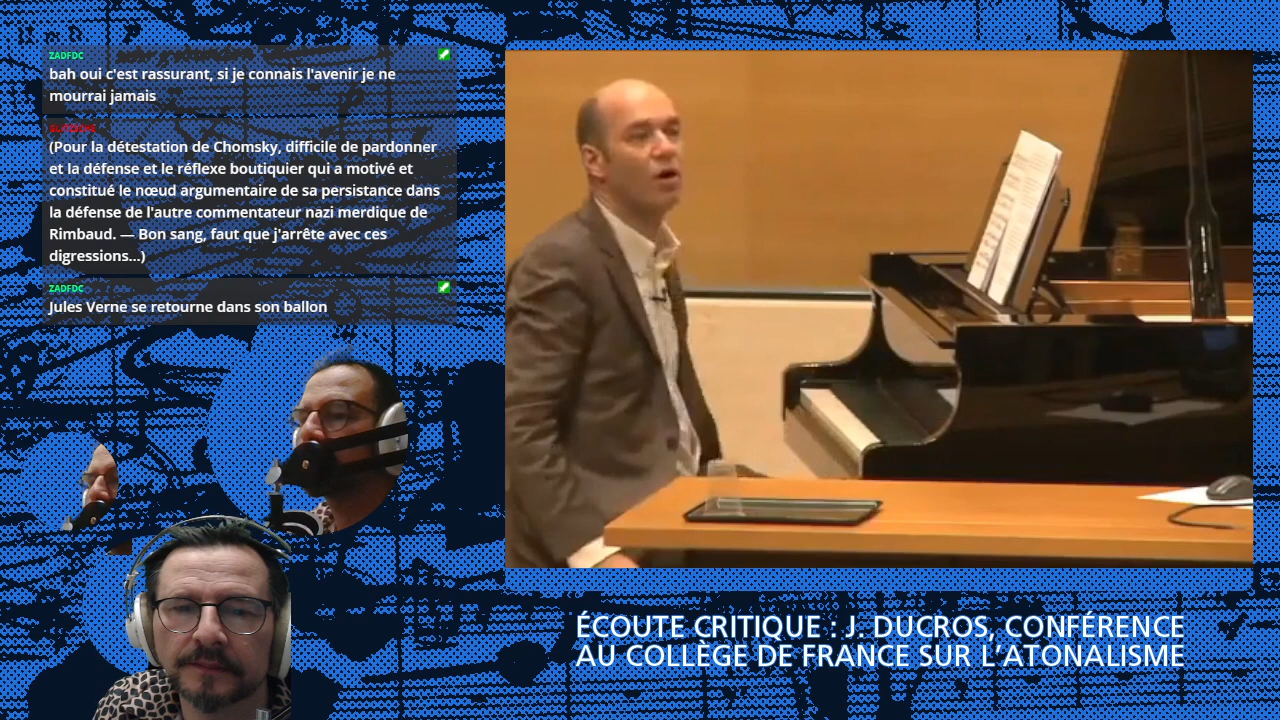 ZADFDC
bah oui c'est rassurant, si je connais l'avenir je ne
mourrai jamais
(Pour la détestation de Chomsky, difficile de pardonner
et la défense et le réflexe boutiquier qui a motivé et
constitué le nœud argumentaire de sa persistance dans
la défense de l'autre commentateur nazi merdique de
Rimbaud. — Bon sang, faut que j'arrête avec ces
digressions...)
ZADFDC
Jules Verne se retourne dans son ballon
ÉCOUTE CRITIQUE : J. DUCROS, CONFÉRENCE
AU COLLÈGE DE FRANCE SUR L'ATONALISME